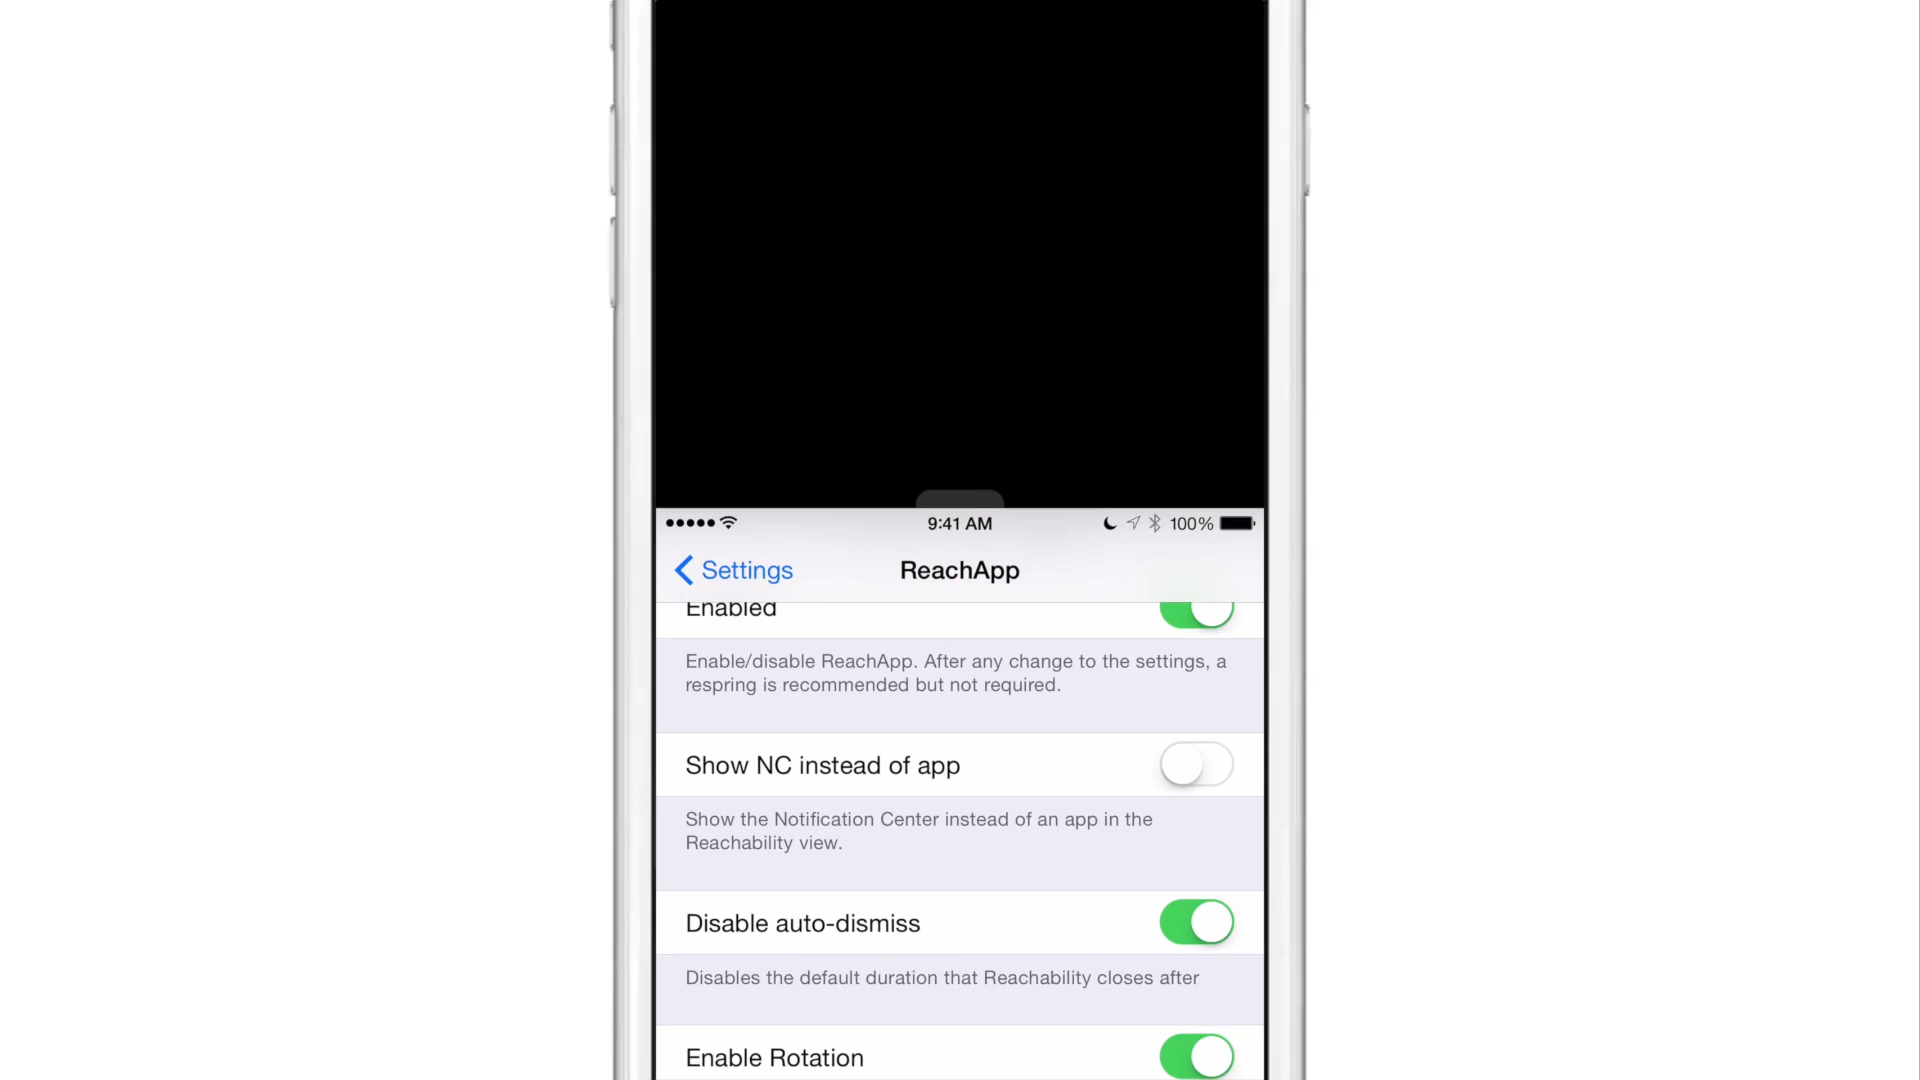 9:41 AM
100%
Settings
ReachApp
Enabled
Enable/disable ReachApp. After any change to the settings, a
respring is recommended but not required.
Show NC instead of app
Show the Notification Center instead of an app in the
Reachability view.
Disable auto-dismiss
Disables the default duration that Reachability closes after
Enable Rotation